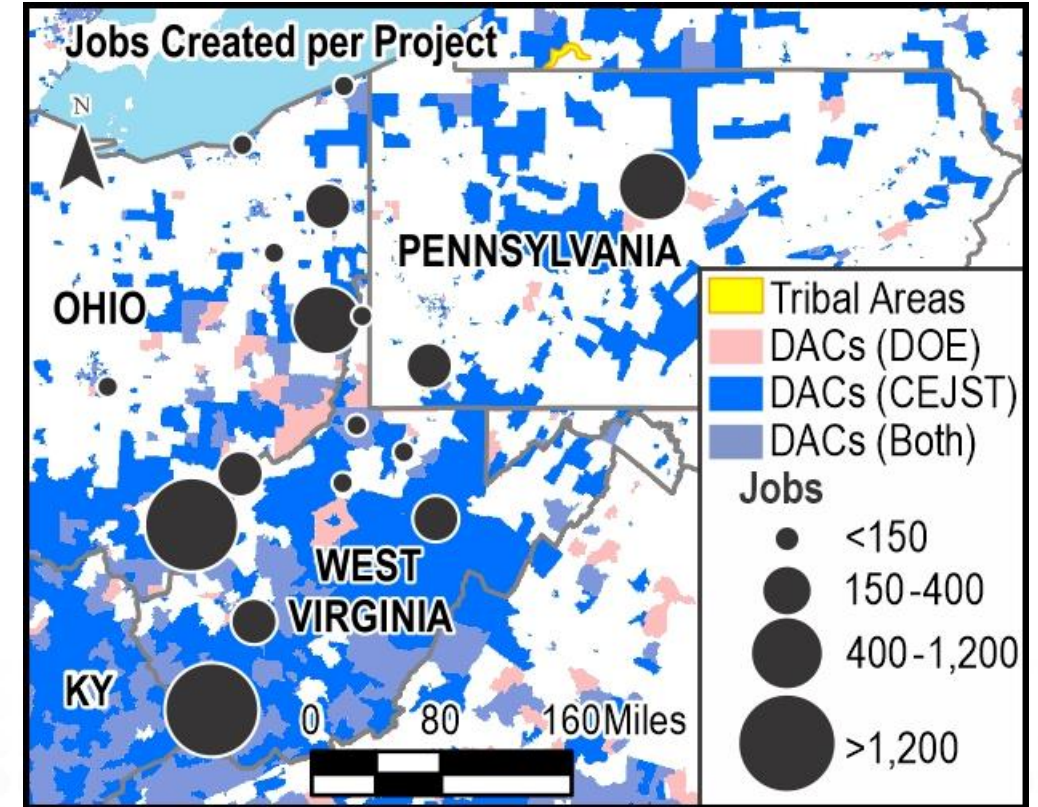 Jobs Created per Project
N
PENNSYLVANIA
OHIO
WEST
VIRGINIA
KY
0 80 160Miles
Tribal Areas
DACs (DOE)
DACs (CEJST)
DACs (Both)
Jobs
<150
150-400
400-1,200
>1,200